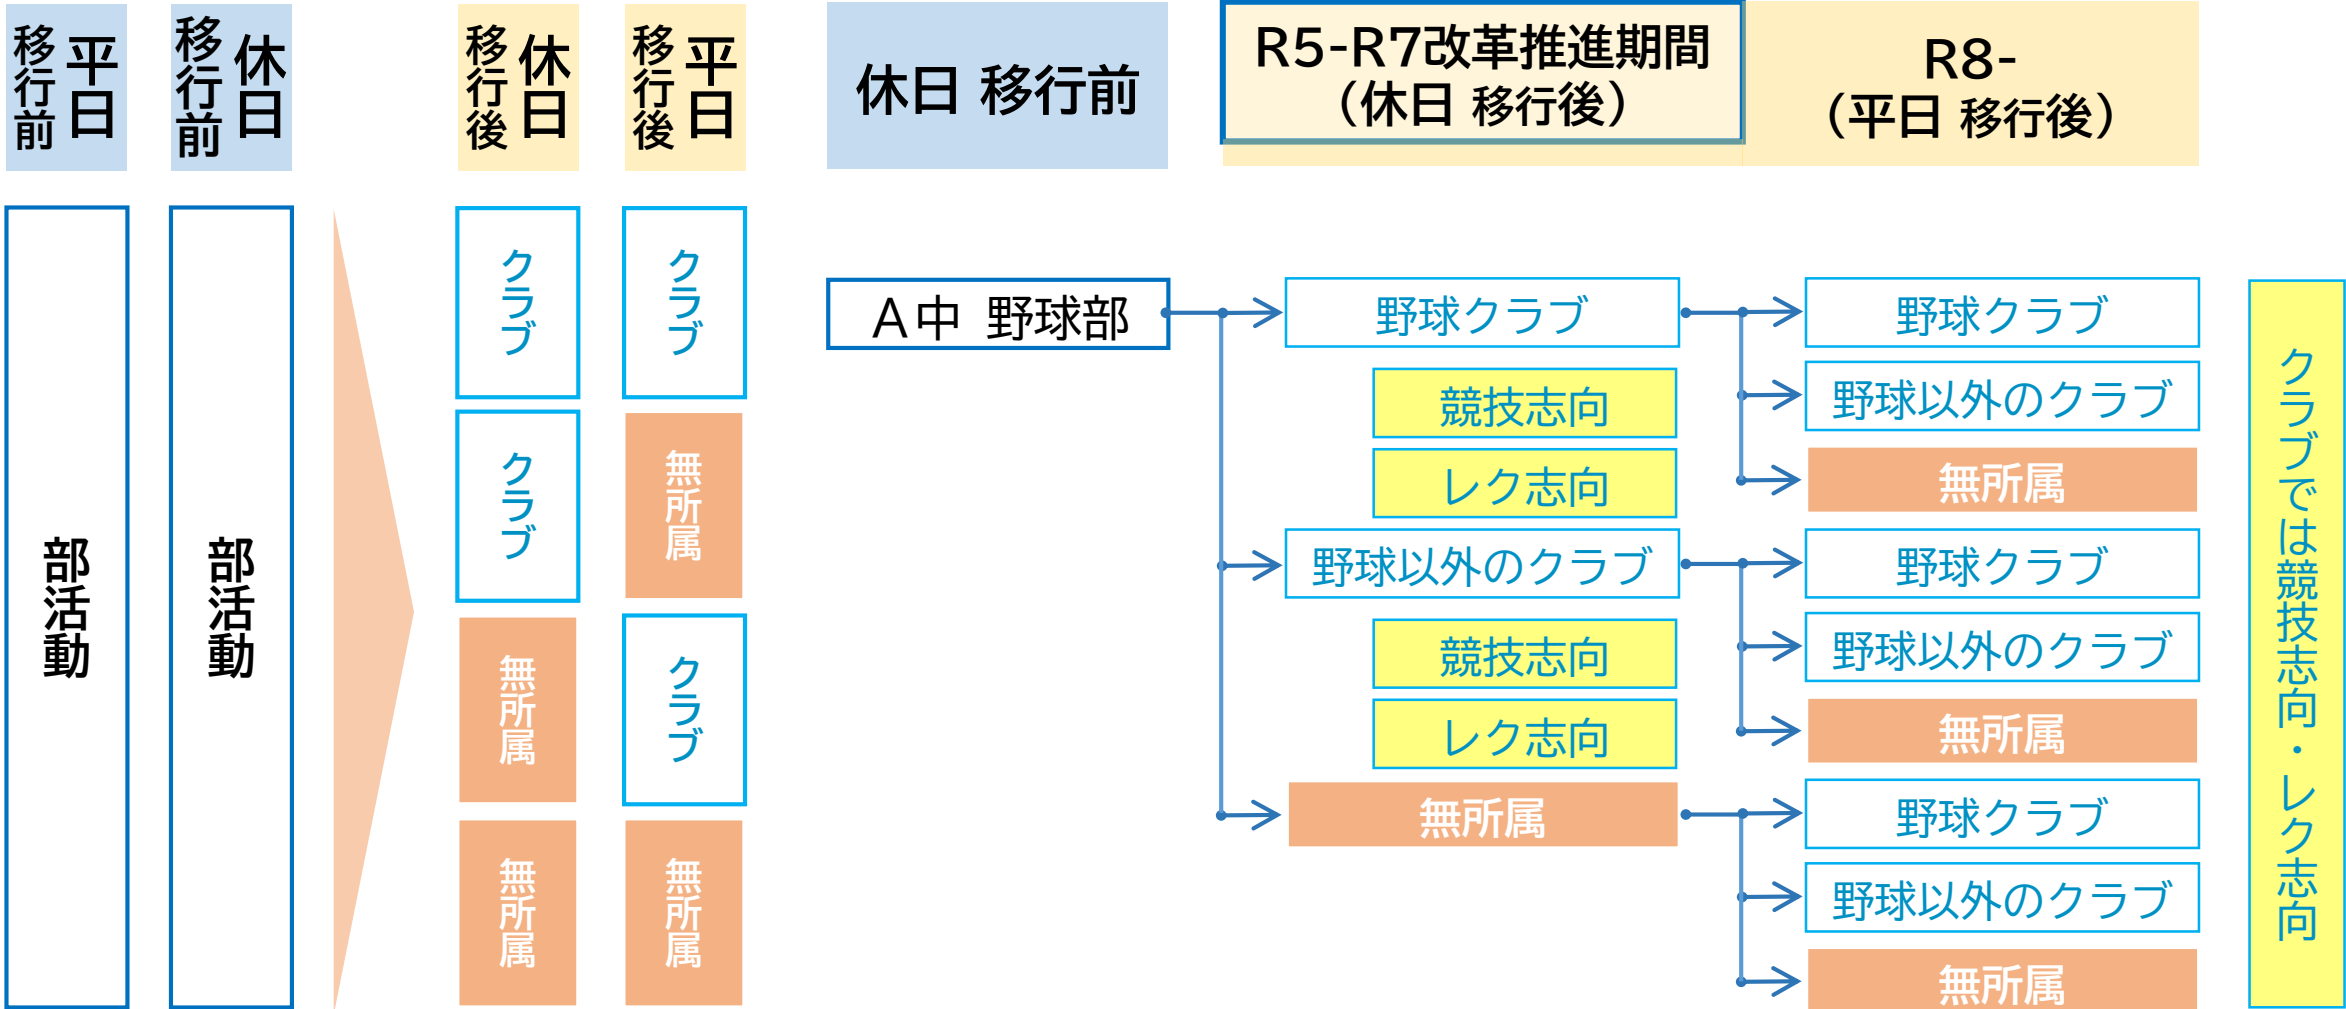 平日
移行前
休日
移行前
休日
移行後
平日
移行後
部活動
部活動
クラブ
クラブ
クラブ
無所属
無所属
クラブ
無所属
無所属
休日 移行前
R5-R7改革推進期間
（休日 移行後）
R8-
（平日 移行後）
A中 野球部
野球クラブ
競技志向
レク志向
野球以外のクラブ
競技志向
レク志向
無所属
野球クラブ
野球以外のクラブ
無所属
野球クラブ
野球以外のクラブ
無所属
野球クラブ
野球以外のクラブ
無所属
クラブでは競技志向・レク志向